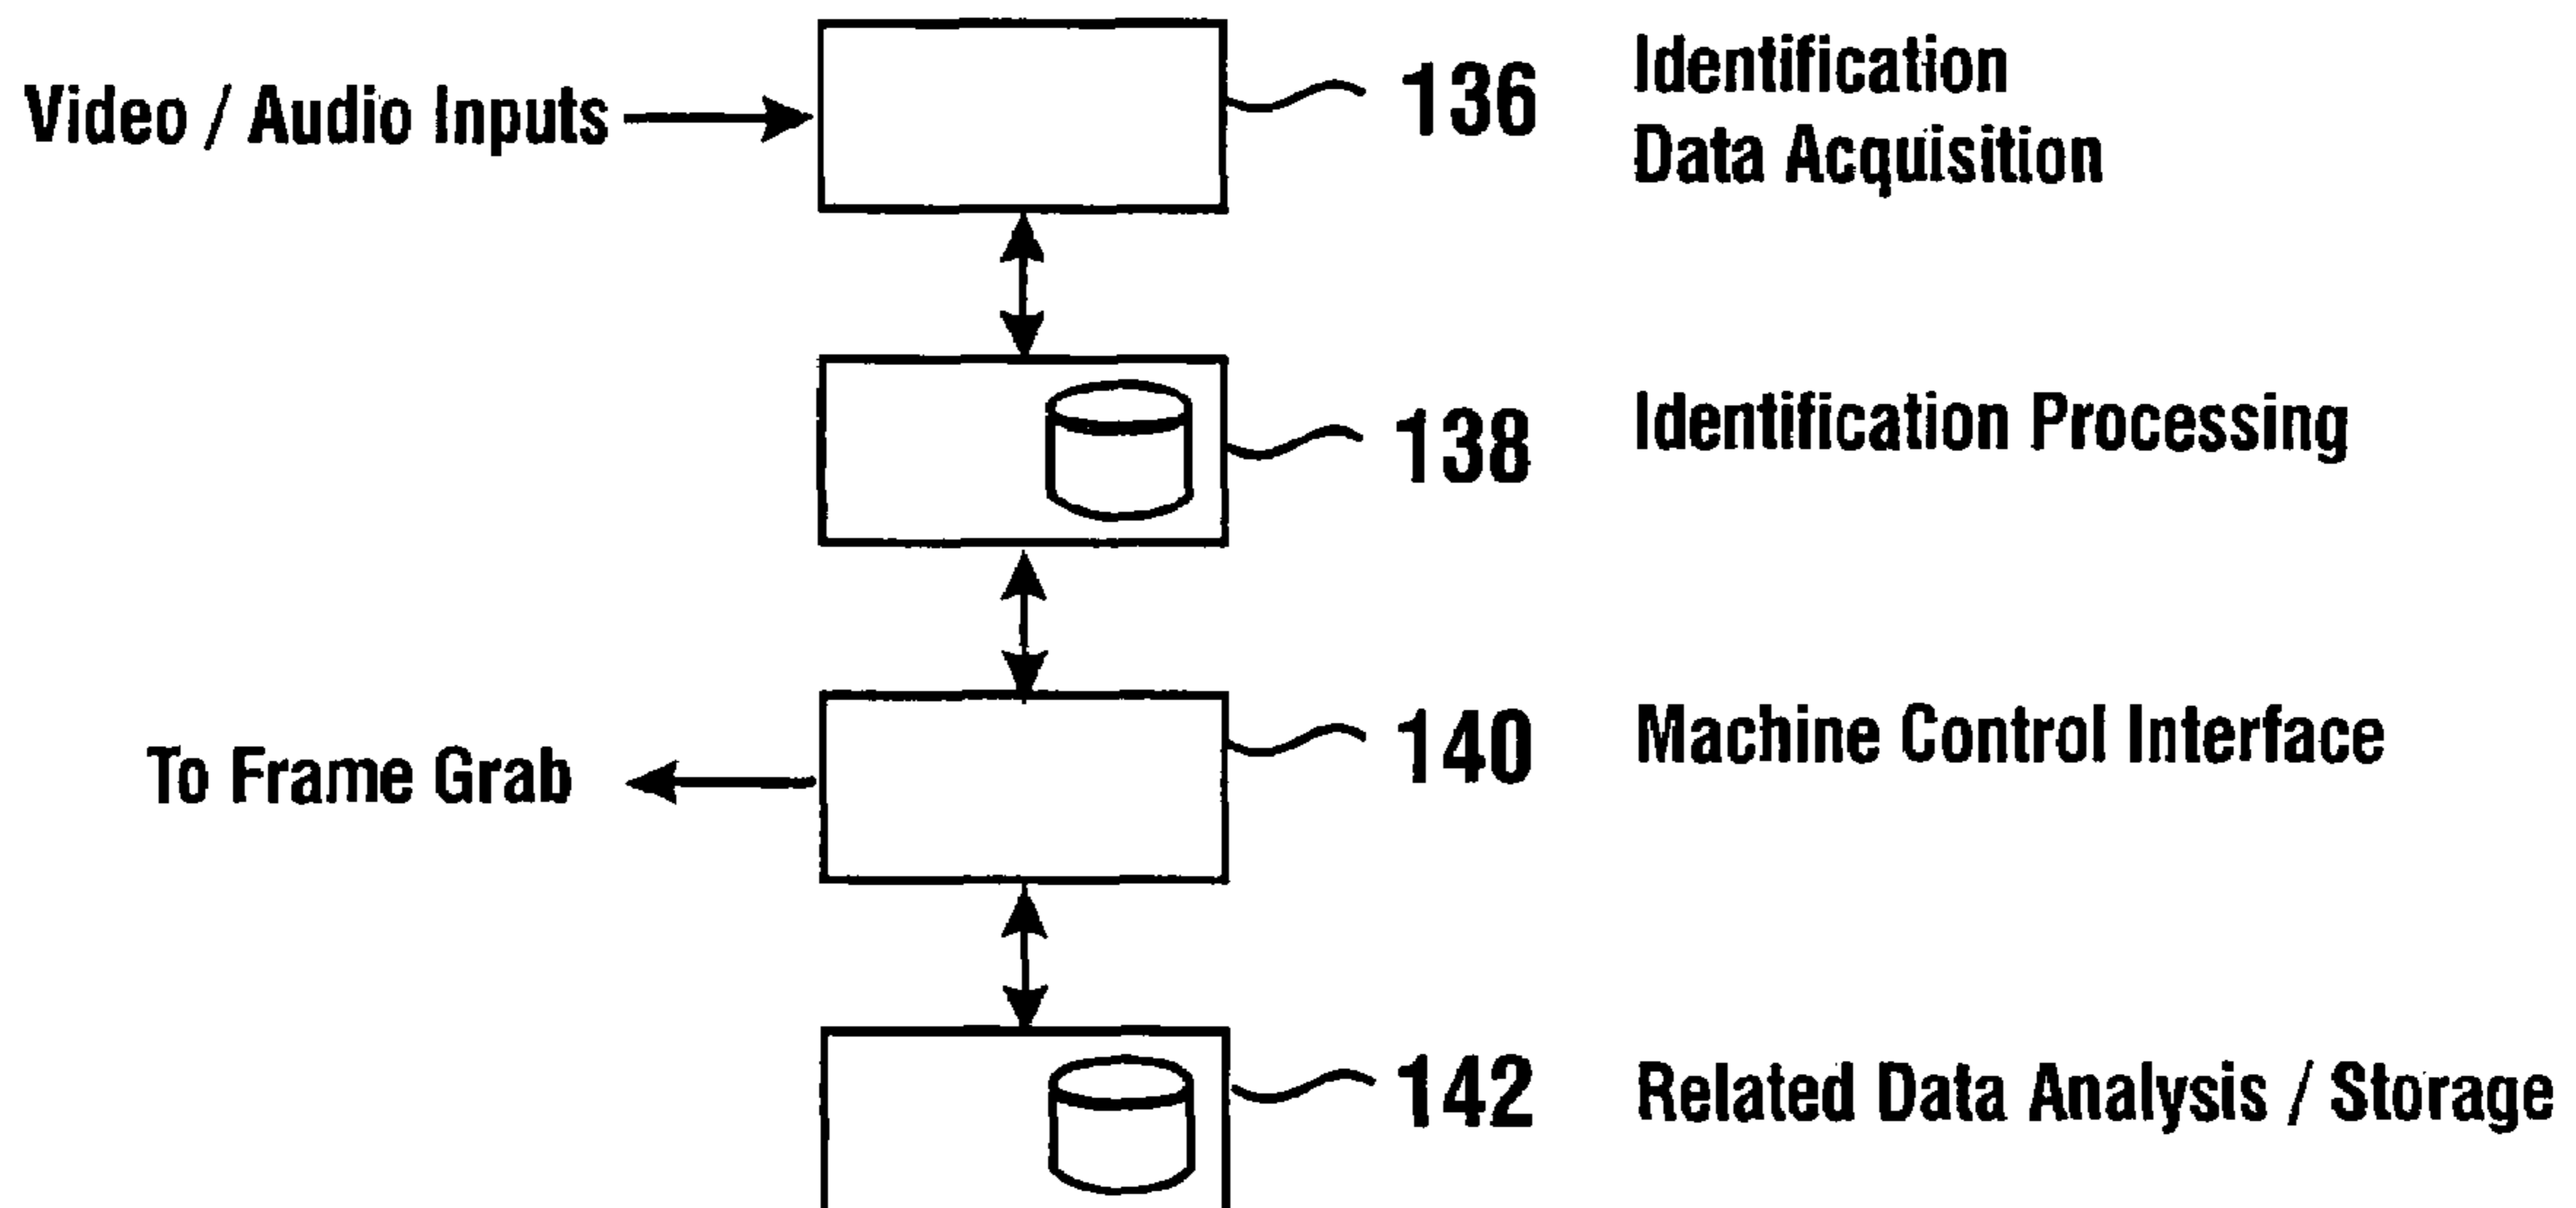 Video / Audio Inputs
136
Identification
Data Acquisition
138
Identification Processing
To Frame Grab
140
Machine Control Interface
142
Related Data Analysis / Storage